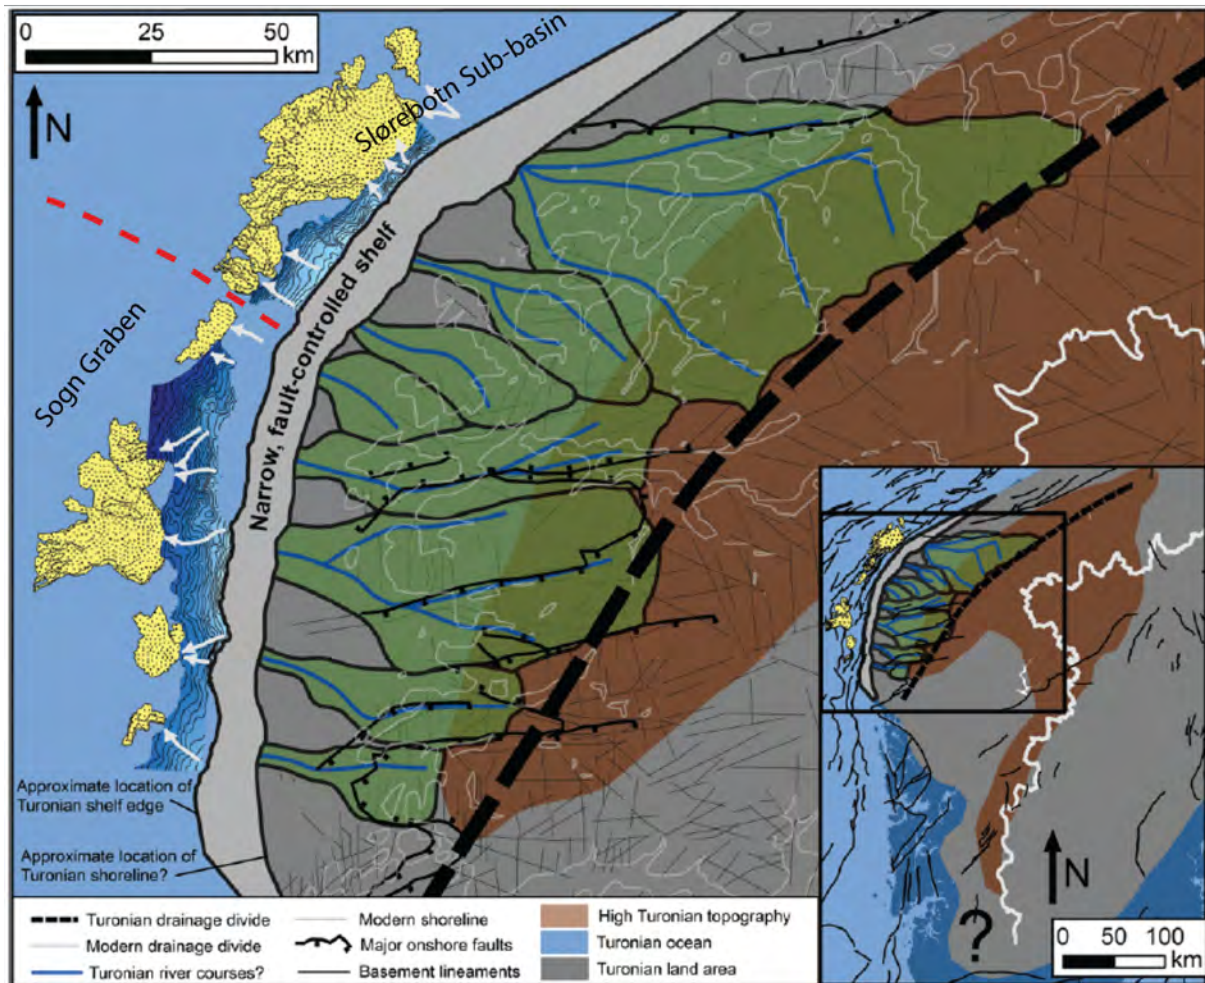 0 25 50
km
N
Slørebotn Sub-basin
Sogn Graben
Narrow, fault-controlled shelf
Approximate location of
Turonian shelf edge
Approximate location of
Turonian shoreline?
?
N
0 50 100
km
Turonian drainage divide
Modern drainage divide
Turonian river courses?
Modern shoreline
Major onshore faults
Basement lineaments
High Turonian topography
Turonian ocean
Turonian land area